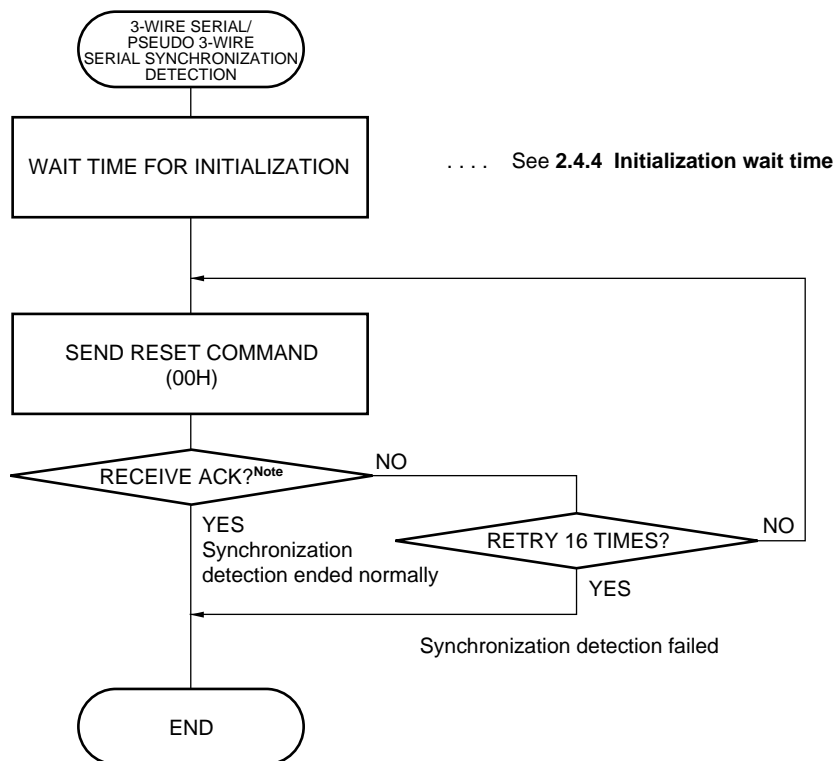 3-WIRE SERIAL/
PSEUDO 3-WIRE
SERIAL SYNCHRONIZATION
DETECTION
WAIT TIME FOR INITIALIZATION
. . . . See 2.4.4 Initialization wait time
SEND RESET COMMAND
(00H)
RECEIVE ACK?Note
NO
YES
Synchronization
detection ended normally
RETRY 16 TIMES?
NO
YES
Synchronization detection failed
END